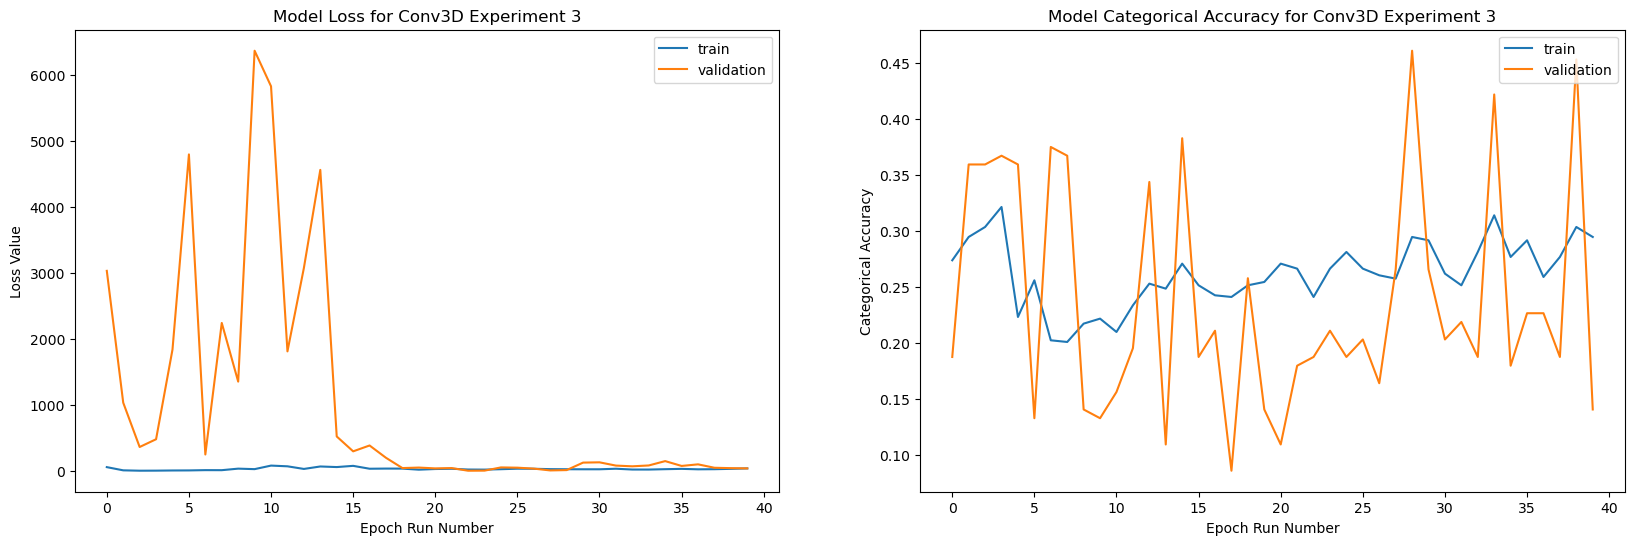 Model Loss for Conv3D Experiment 3
train
validation
6000
5000
4000
3000
2000
1000
0
Loss Value
0 5 10 15 20 25 30 35 40
Epoch Run Number
Model Categorical Accuracy for Conv3D Experiment 3
train
validation
0.45
0.40
0.35
0.30
0.25
0.20
0.15
0.10
Categorical Accuracy
0 5 10 15 20 25 30 35 40
Epoch Run Number